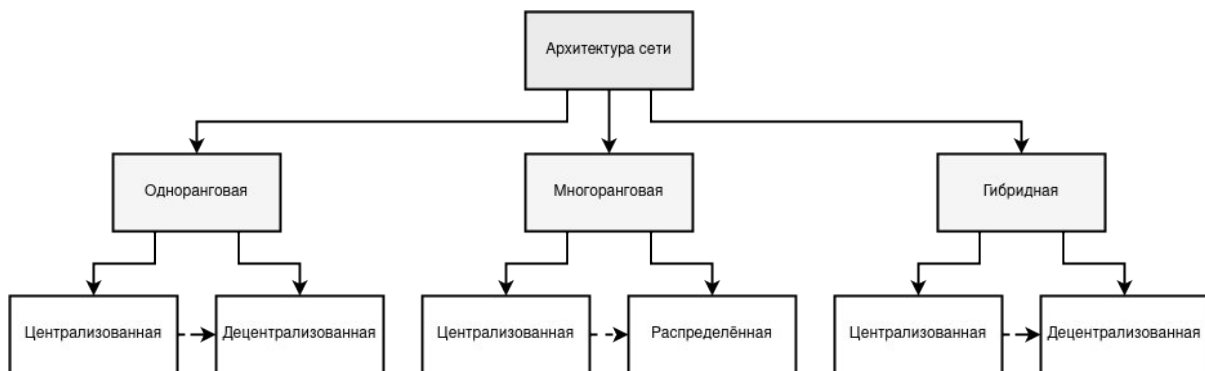 Архитектура сети
Одноранговая
Многоранговая
Гибридная
Централизованная
Децентрализованная
Централизованная
Распределённая
Централизованная
Децентрализованная